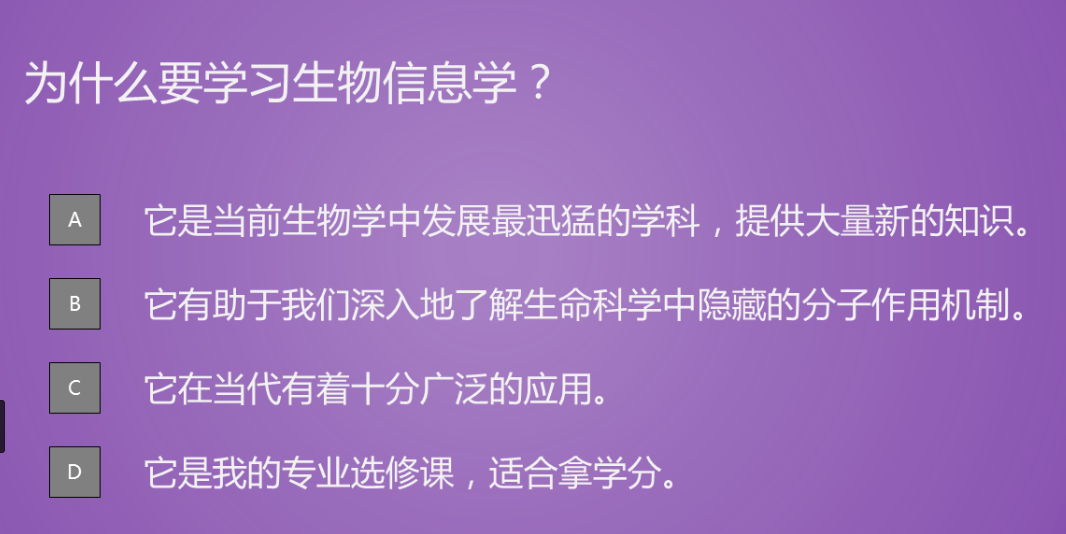 为什么要学习生物信息学？
A 它是当前生物学中发展最迅猛的学科，提供大量新的知识。
B 它有助于我们深入地了解生命科学中隐藏的分子作用机制。
C 它在当代有着十分广泛的应用。
D 它是我的专业选修课，适合拿学分。